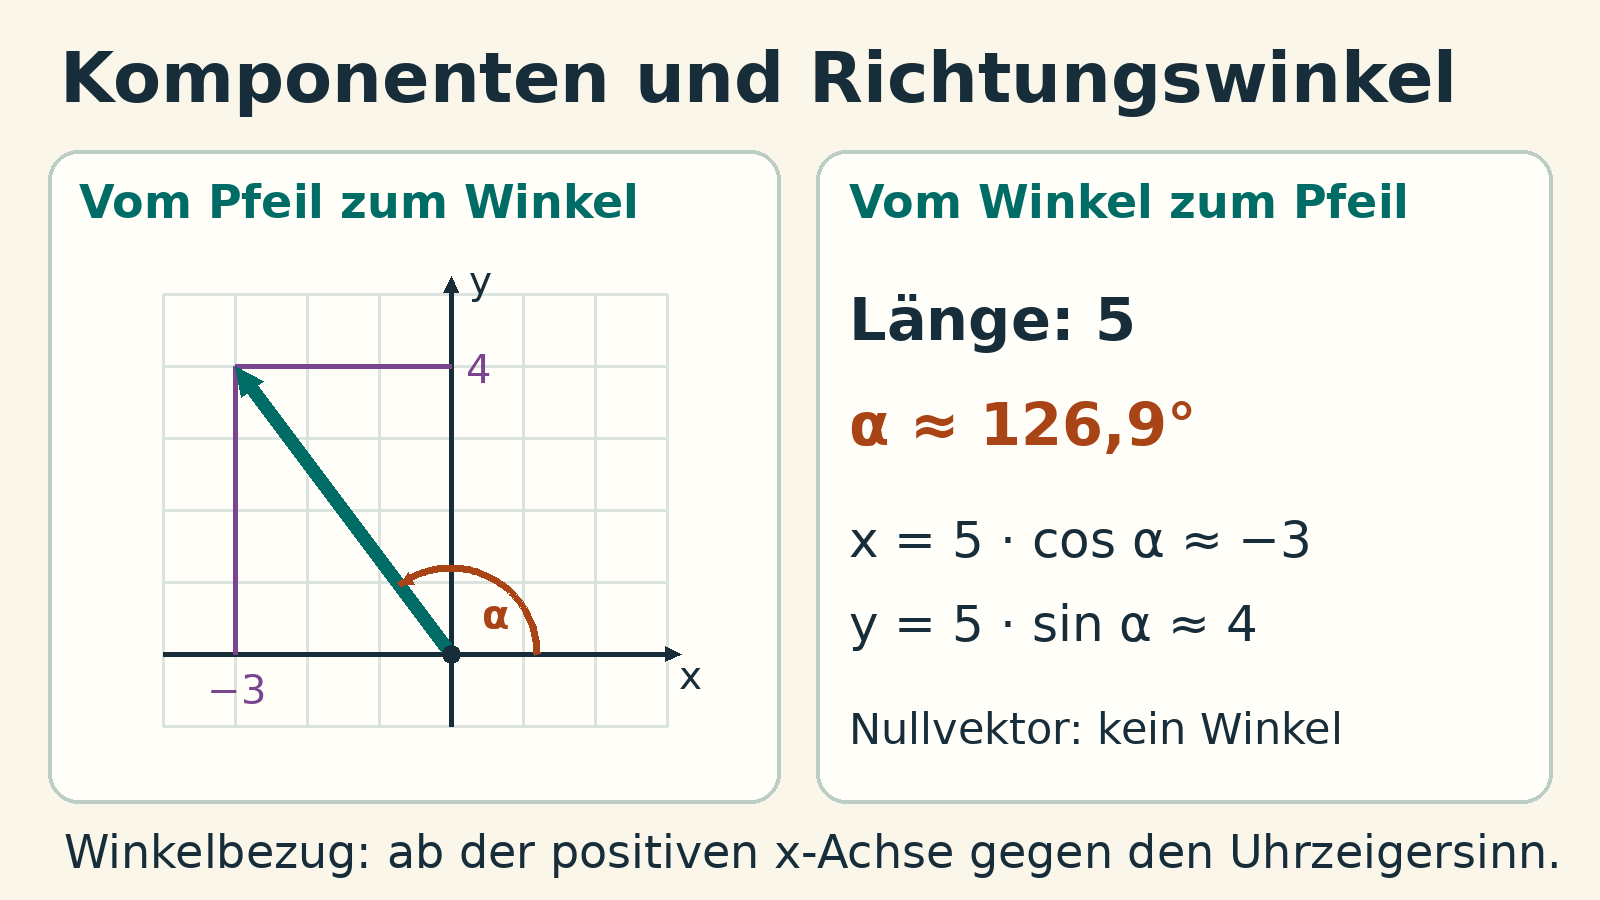 Komponenten und Richtungswinkel
Vom Pfeil zum Winkel
y
4
α
x
−3
Vom Winkel zum Pfeil
Länge: 5
α ≈ 126,9°
x = 5 · cos α ≈ −3
y = 5 · sin α ≈ 4
Nullvektor: kein Winkel
Winkelbezug: ab der positiven x-Achse gegen den Uhrzeigersinn.